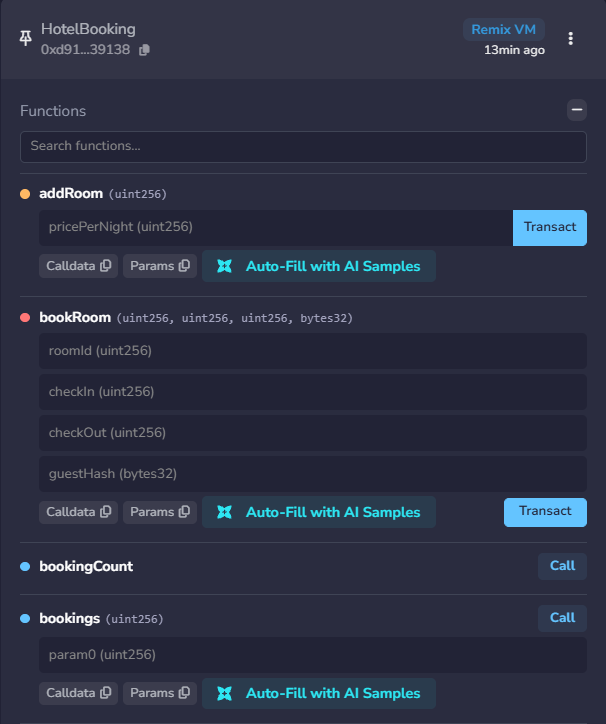 HotelBooking
Remix VM
0xd91...39138
13min ago
Functions
Search functions...
addRoom (uint256)
pricePerNight (uint256)
Transact
Calldata Params Auto-Fill with AI Samples
bookRoom (uint256, uint256, uint256, bytes32)
roomId (uint256)
checkIn (uint256)
checkOut (uint256)
guestHash (bytes32)
Calldata Params Auto-Fill with AI Samples Transact
bookingCount Call
bookings (uint256) Call
param0 (uint256)
Calldata Params Auto-Fill with AI Samples